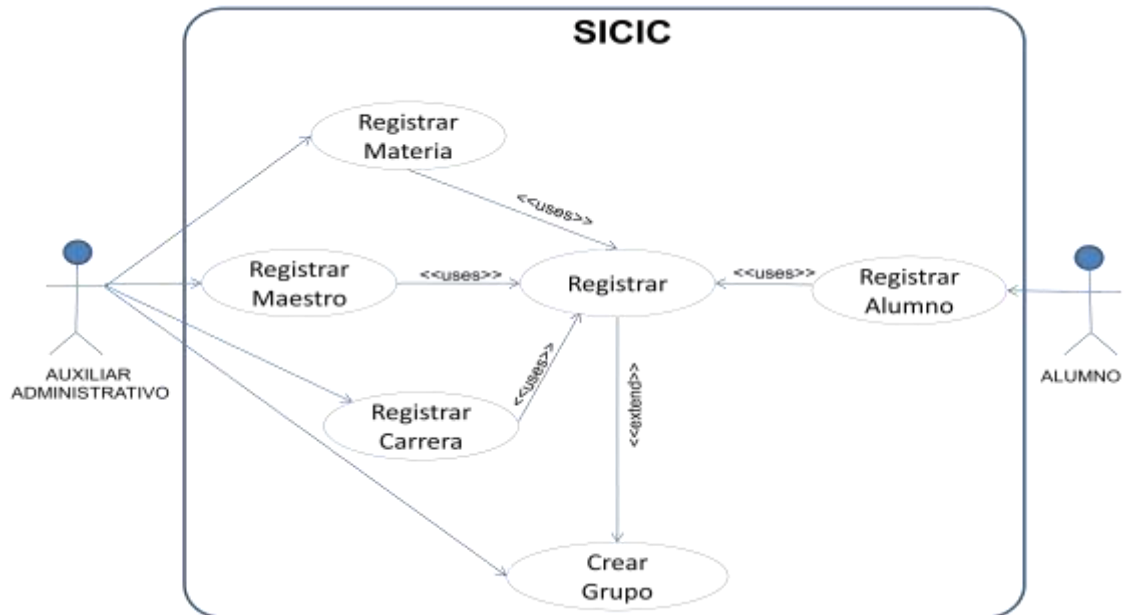 SICIC
Registrar
Materia
<<uses>>
Registrar
Maestro
<<uses>>
Registrar
<<uses>>
Registrar
Alumno
AUXILIAR
ADMINISTRATIVO
ALUMNO
<<uses>>
<<extend>>
Registrar
Carrera
Crear
Grupo